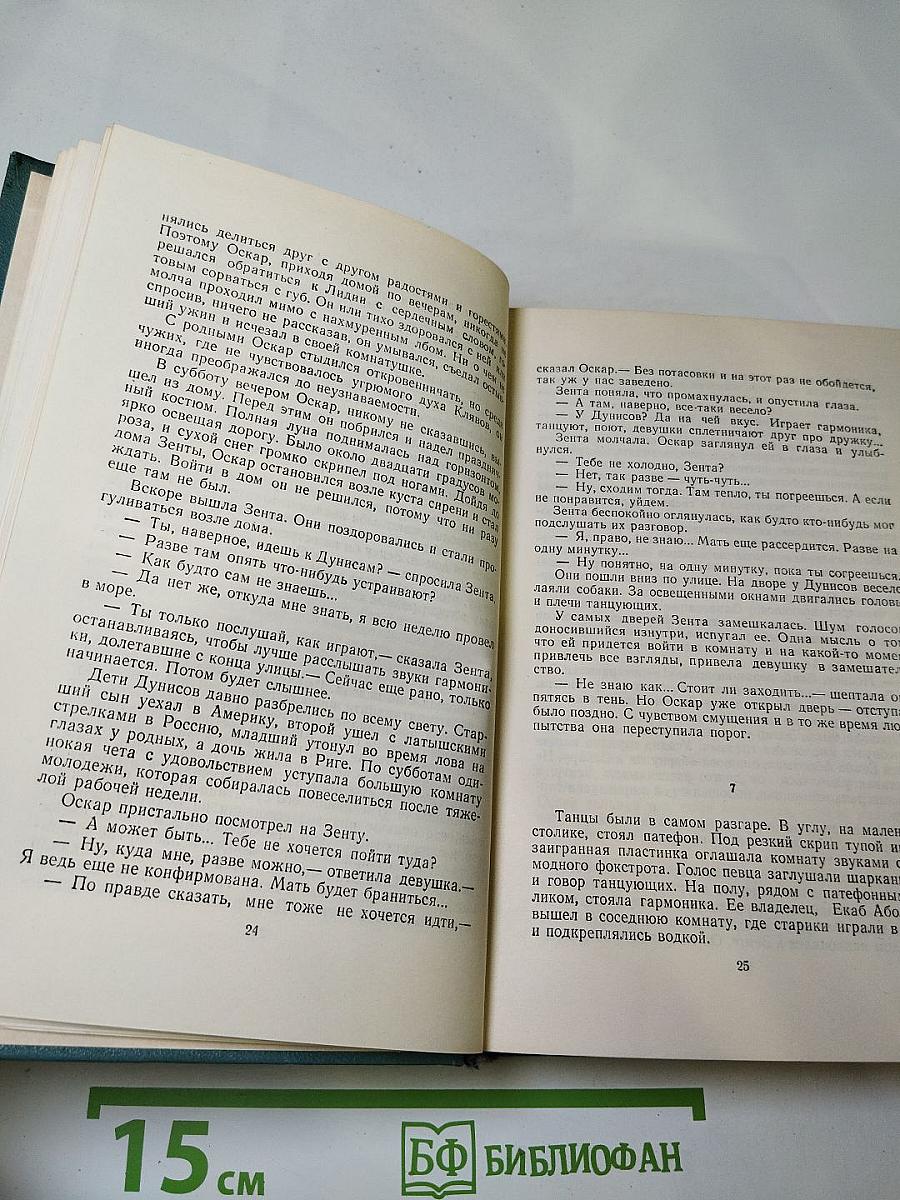 нялись делиться друг с другом радостями и горестями.
Поэтому Оскар, приходя домой по вечерам, никогда не
решался обратиться к Лидии с сердечным словом,
товым сорваться с губ. Он или тихо здоровался с ней, или
молча проходил мимо с нахмуренным лбом. Ни о чем не
спросив, ничего не рассказав, он умывался, съедал остыв-
ший ужин и исчезал в своей комнатушке.
С родными Оскар стыдился откровенничать, но среди
чужих, где не чувствовалось угрюмого духа Клявов, он
иногда преображался до неузнаваемости.
В субботу вечером Оскар, никому не сказавшись, вы-
шел из дому. Перед этим он побрился и надел празднич-
ный костюм. Полная луна поднималась над горизонтом,
ярко освещая дорогу. Было около двадцати градусов мо-
роза, и сухой снег громко скрипел под ногами. Дойдя до
дома Зенты, Оскар остановился возле куста сирени и стал
ждать. Войти в дом он не решился, потому что ни разу
еще там не был.
Вскоре вышла Зента. Они поздоровались и стали про-
гуливаться возле дома.
— Ты, наверное, идешь к Дунисам? — спросила Зента.
— Разве там опять что-нибудь устраивают?
— Как будто сам не знаешь...
— Да нет же, откуда мне знать, я всю неделю провел
в море.
— Ты только послушай, как играют,— сказала Зента,
останавливаясь, чтобы лучше расслышать звуки гармони-
ки, долетавшие с конца улицы.— Сейчас еще рано, только
начинается. Потом будет слышнее.
Дети Дунисов давно разбрелись по всему свету. Стар-
ший сын уехал в Америку, второй ушел с латышскими
стрелками в Россию, младший утонул во время лова на
глазах у родных, а дочь жила в Риге. По субботам оди-
нокая чета с удовольствием уступала большую комнату
молодежи, которая собиралась повеселиться после тяже-
лой рабочей недели.
Оскар пристально посмотрел на Зенту.
— А может быть... Тебе не хочется пойти туда?
— Ну, куда мне, разве можно,— ответила девушка.—
Я ведь еще не конфирмована. Мать будет браниться...
— По правде сказать, мне тоже не хочется идти,—
24
сказал Оскар.— Без потасовки и на этот раз не обойдется,
так уж у нас заведено.
Зента поняла, что промахнулась, и опустила глаза.
— А там, наверно, все-таки весело?
— У Дунисов? Да на чей вкус. Играет гармоника,
танцуют, поют, девушки сплетничают друг про дружку...
Зента молчала. Оскар заглянул ей в глаза и улыб-
нулся.
— Тебе не холодно, Зента?
— Нет, так разве — чуть-чуть...
— Ну, сходим тогда. Там тепло, ты погреешься. А если
не понравится, уйдем.
Зента беспокойно оглянулась, как будто кто-нибудь мог
подслушать их разговор.
— Я, право, не знаю... Мать еще рассердится. Разве на
одну минутку...
— Ну понятно, на одну минутку, пока ты согреешься.
Они пошли вниз по улице. На дворе у Дунисов весело
лаяли собаки. За освещенными окнами двигались головы
и плечи танцующих.
У самых дверей Зента замешкалась. Шум голосов,
доносившийся изнутри, испугал ее. Одна мысль о том,
что ей придется войти в комнату и на какой-то момен
привлечь все взгляды, привела девушку в замешател
ство.
— Не знаю как... Стоит ли заходить...— шептала о
пятясь в тень. Но Оскар уже открыл дверь — отступа
было поздно. С чувством смущения и в то же время лю
пытства она переступила порог.
7
Танцы были в самом разгаре. В углу, на мален
столике, стоял патефон. Под резкий скрип тупой иг
заигранная пластинка оглашала комнату звуками с
модного фокстрота. Голос певца заглушали шаркан
и говор танцующих. На полу, рядом с патефонным
ликом, стояла гармоника. Ее владелец, Екаб Або
вышел в соседнюю комнату, где старики играли в
и подкреплялись водкой.
25
15 см
БФ БИБЛИОФАН